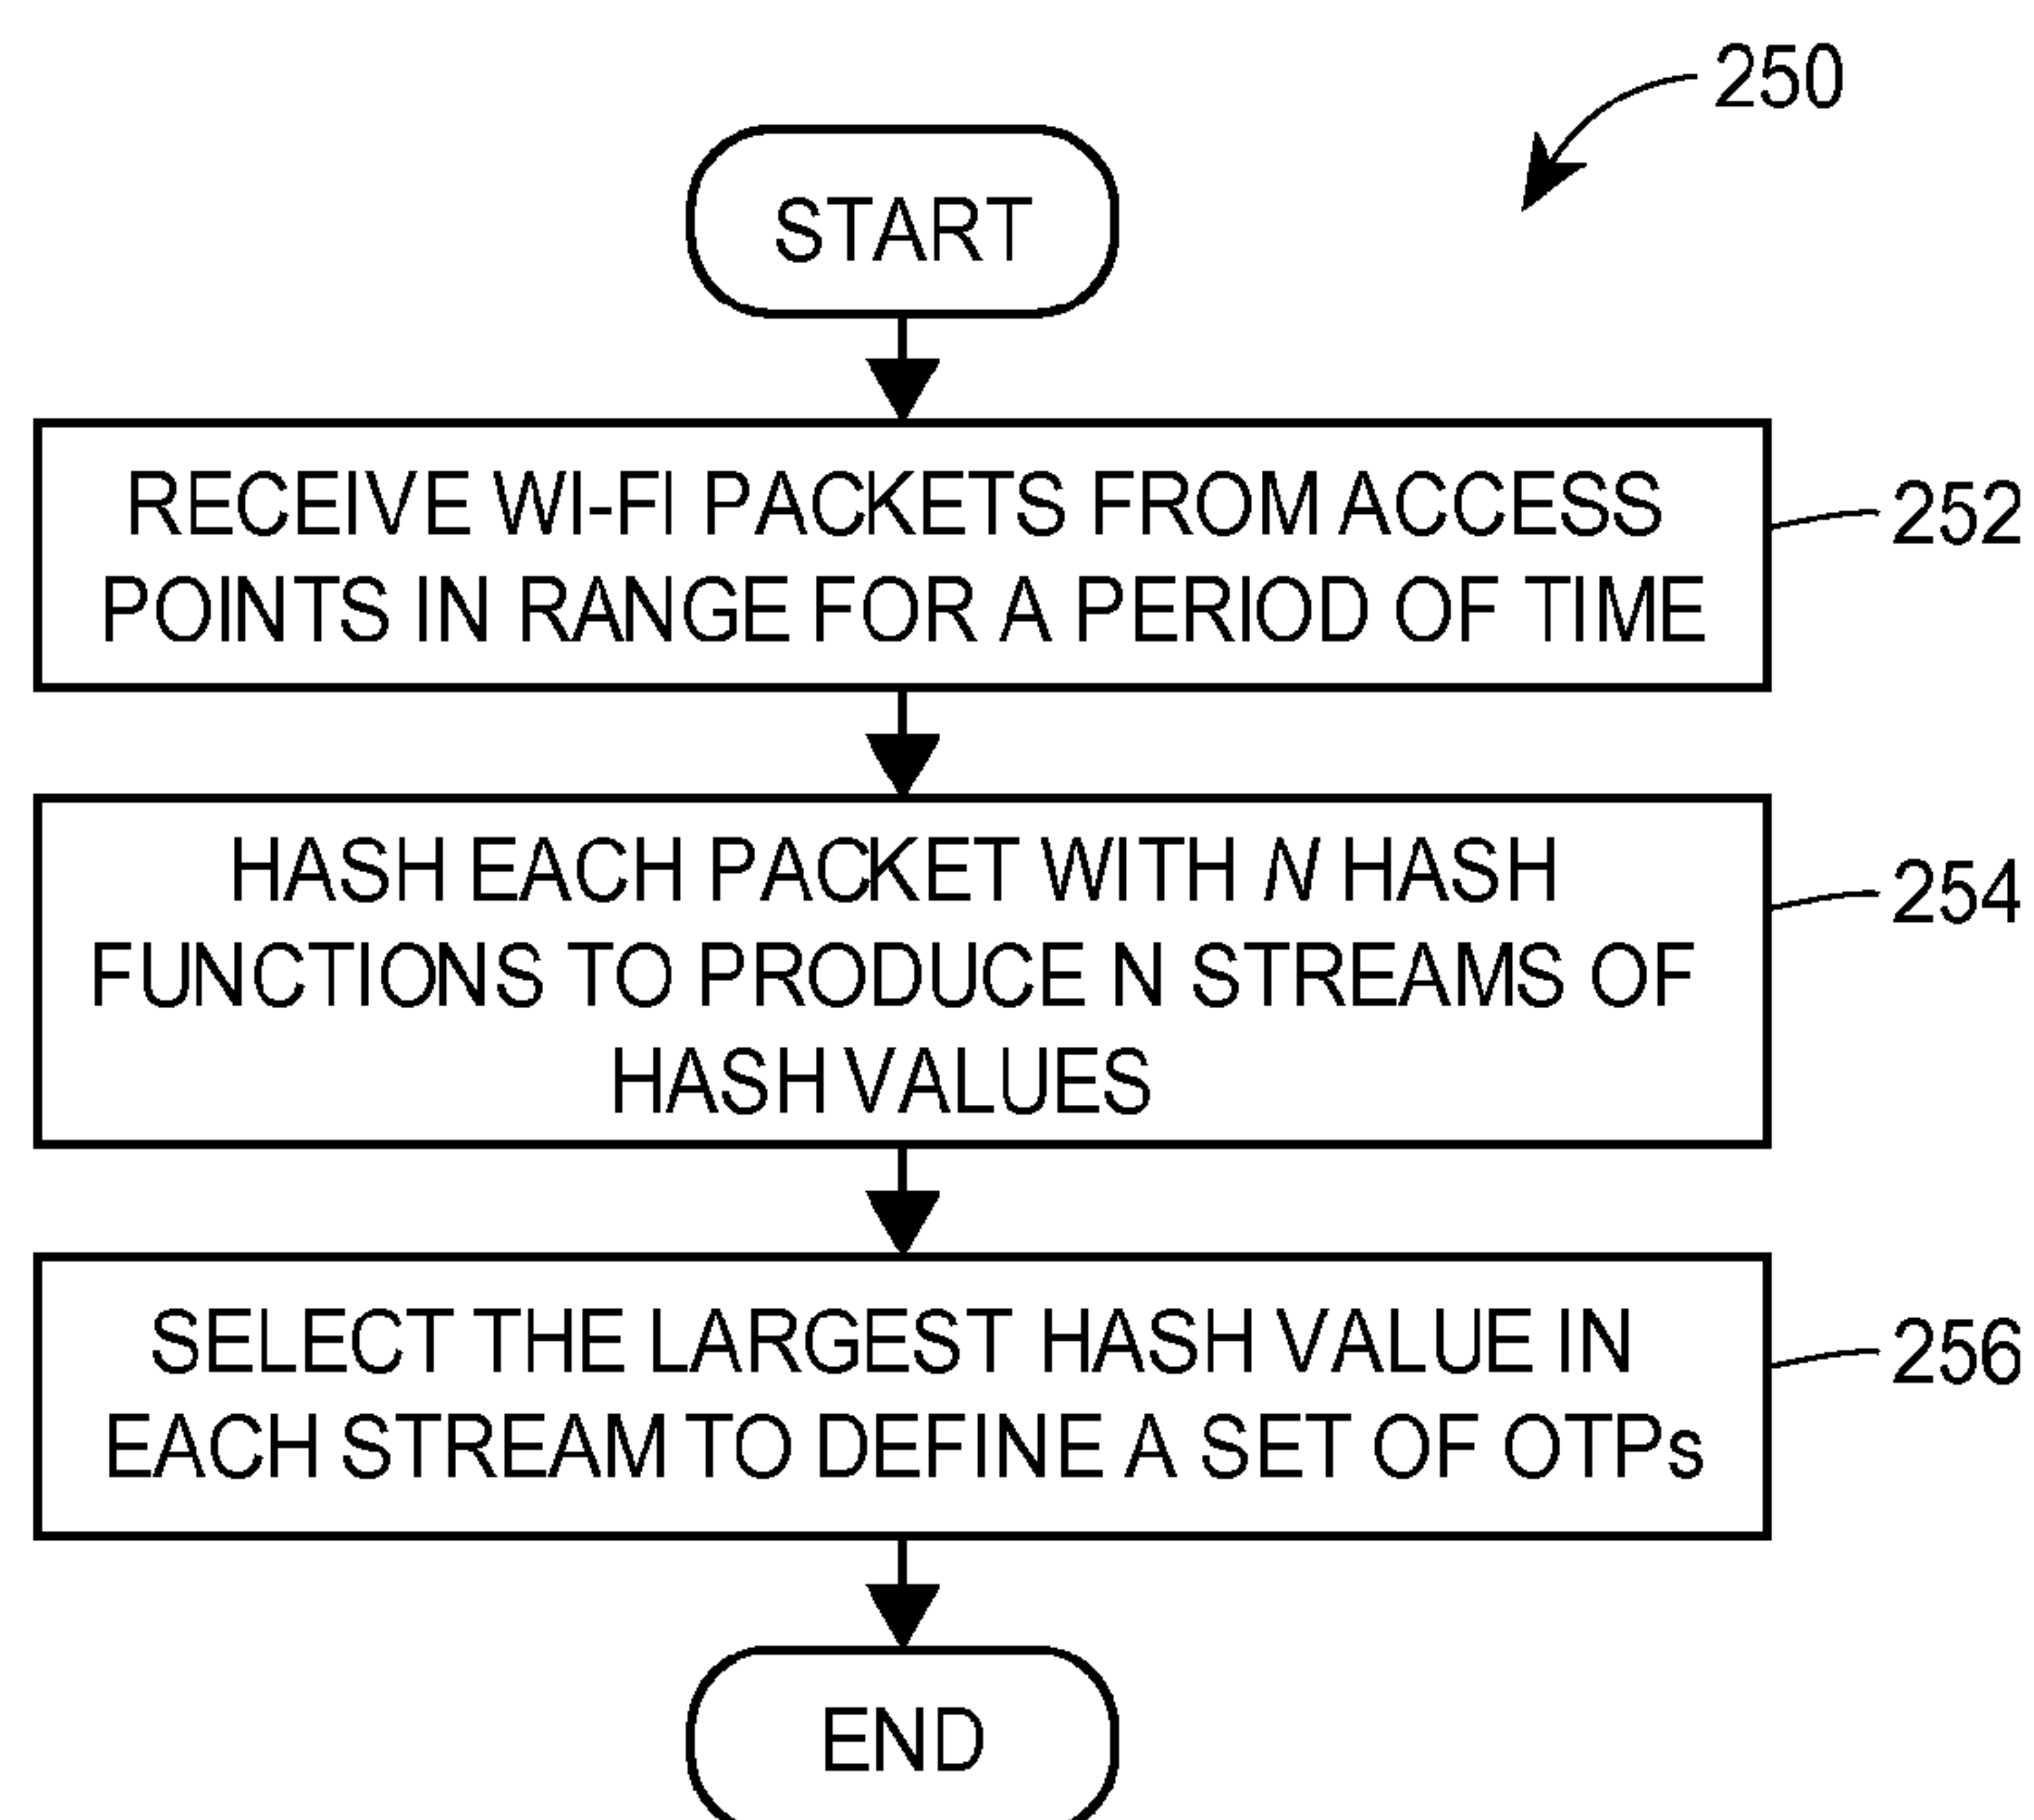 250
START
RECEIVE WI-FI PACKETS FROM ACCESS
POINTS IN RANGE FOR A PERIOD OF TIME
252
HASH EACH PACKET WITH N HASH
FUNCTIONS TO PRODUCE N STREAMS OF
HASH VALUES
254
SELECT THE LARGEST HASH VALUE IN
EACH STREAM TO DEFINE A SET OF OTPs
256
END